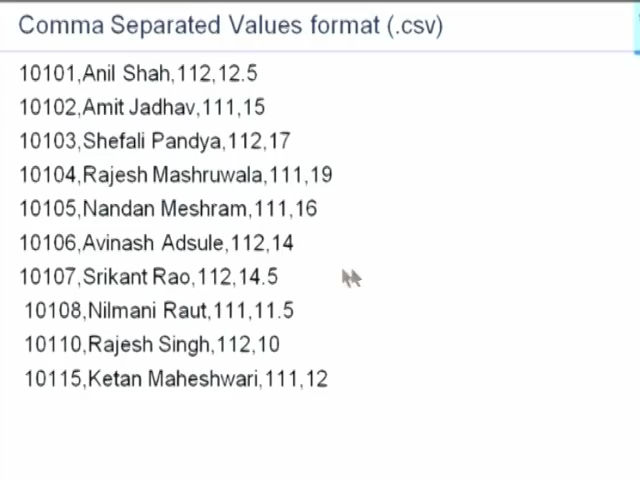 Comma Separated Values format (.csv)
10101,Anil Shah,112,12.5
10102,Amit Jadhav,111,15
10103,Shefali Pandya,112,17
10104,Rajesh Mashruwala,111,19
10105,Nandan Meshram,111,16
10106,Avinash Adsule,112,14
10107,Srikant Rao,112,14.5
10108,Nilmani Raut,111,11.5
10110,Rajesh Singh,112,10
10115,Ketan Maheshwari,111,12